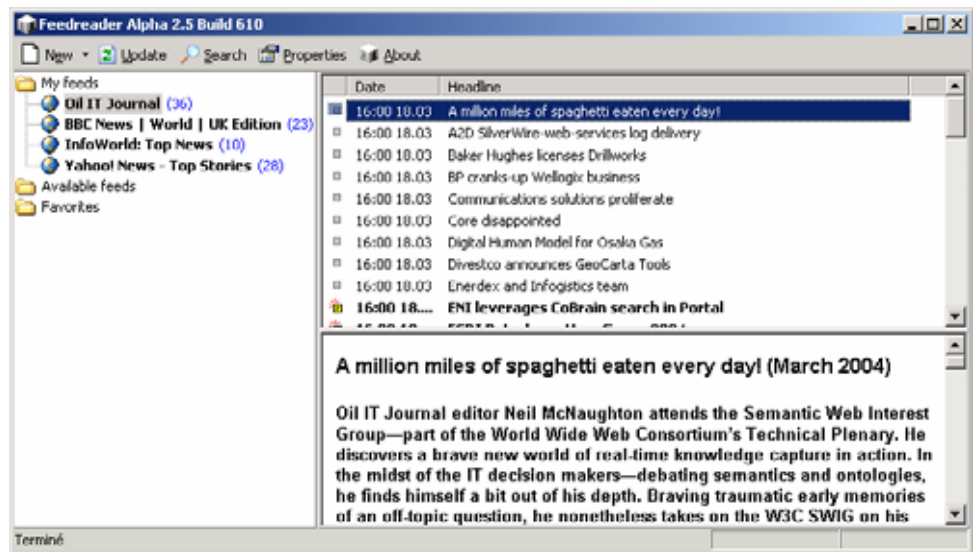 Feedreader Alpha 2.5 Build 610
New Update Search Properties About
My feeds
Oil IT Journal (36)
BBC News | World | UK Edition (23)
InfoWorld: Top News (10)
Yahoo! News - Top Stories (28)
Available feeds
Favorites
Date Headline
16:00 18.03 A million miles of spaghetti eaten every day!
16:00 18.03 A2D SilverWire-web-services log delivery
16:00 18.03 Baker Hughes licenses Drillworks
16:00 18.03 BP cranks-up Wellogix business
16:00 18.03 Communications solutions proliferate
16:00 18.03 Core disappointed
16:00 18.03 Digital Human Model for Osaka Gas
16:00 18.03 Divestco announces GeoCarta Tools
16:00 18.03 Enerdex and Infogistics team
16:00 18.... ENI leverages CoBrain search in Portal
A million miles of spaghetti eaten every day! (March 2004)
Oil IT Journal editor Neil McNaughton attends the Semantic Web Interest
Group—part of the World Wide Web Consortium's Technical Plenary. He
discovers a brave new world of real-time knowledge capture in action. In
the midst of the IT decision makers—debating semantics and ontologies,
he finds himself a bit out of his depth. Braving traumatic early memories
of an off-topic question, he nonetheless takes on the W3C SWIG on his
Terminé